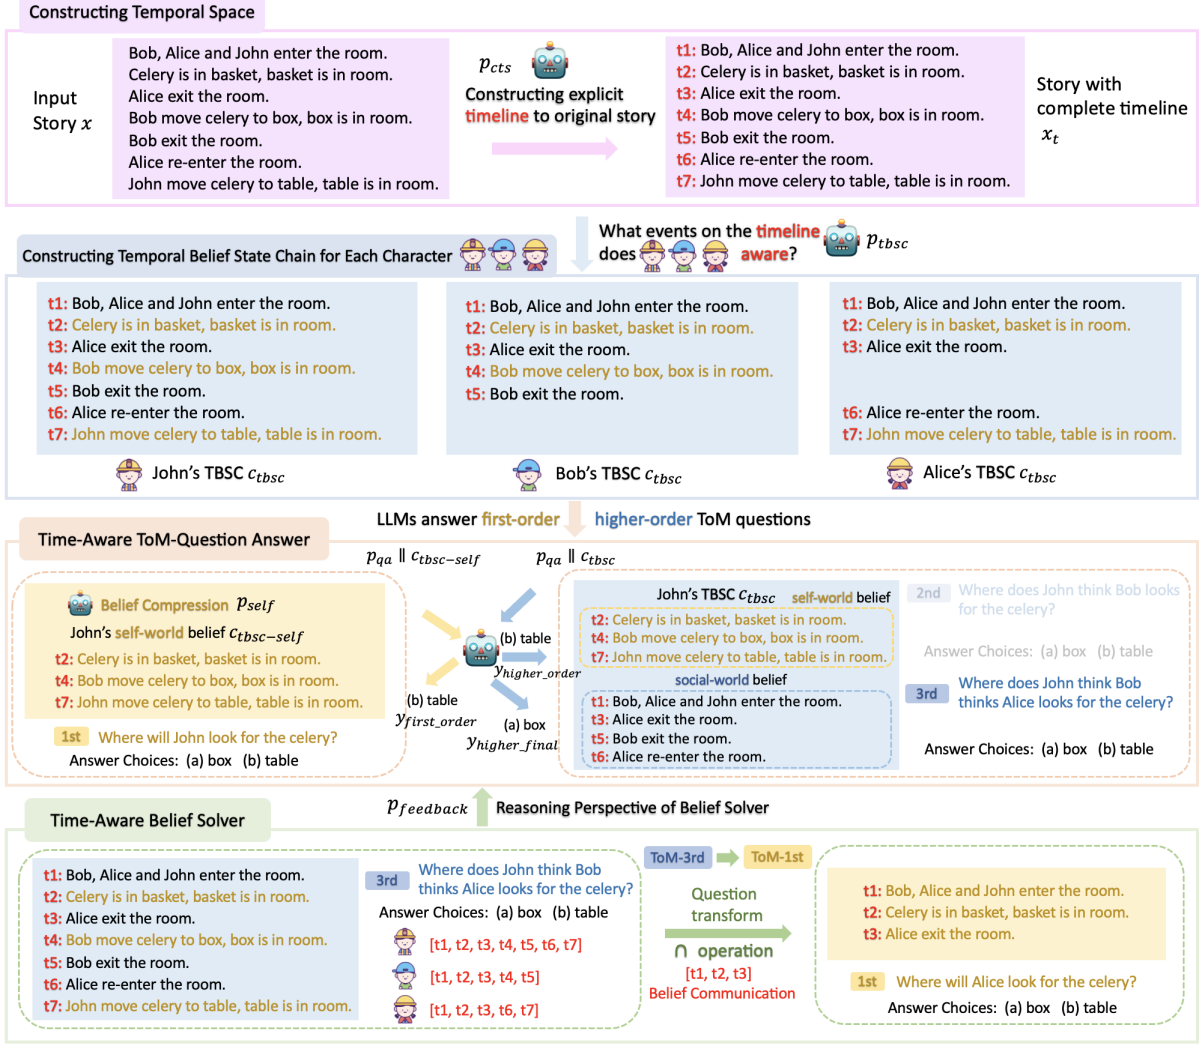 Constructing Temporal Space
Input
Story x
Bob, Alice and John enter the room.
Celery is in basket, basket is in room.
Alice exit the room.
Bob move celery to box, box is in room.
Bob exit the room.
Alice re-enter the room.
John move celery to table, table is in room.
p_cts
Constructing explicit
timeline to original story
t1: Bob, Alice and John enter the room.
t2: Celery is in basket, basket is in room.
t3: Alice exit the room.
t4: Bob move celery to box, box is in room.
t5: Bob exit the room.
t6: Alice re-enter the room.
t7: John move celery to table, table is in room.
Story with
complete timeline
x_t
Constructing Temporal Belief State Chain for Each Character
What events on the timeline
does aware?
p_tbsc
t1: Bob, Alice and John enter the room.
t2: Celery is in basket, basket is in room.
t3: Alice exit the room.
t4: Bob move celery to box, box is in room.
t5: Bob exit the room.
t6: Alice re-enter the room.
t7: John move celery to table, table is in room.
John's TBSC c_tbsc
t1: Bob, Alice and John enter the room.
t2: Celery is in basket, basket is in room.
t3: Alice exit the room.
t4: Bob move celery to box, box is in room.
t5: Bob exit the room.
Bob's TBSC c_tbsc
t1: Bob, Alice and John enter the room.
t2: Celery is in basket, basket is in room.
t3: Alice exit the room.
t6: Alice re-enter the room.
t7: John move celery to table, table is in room.
Alice's TBSC c_tbsc
LLMs answer first-order higher-order ToM questions
Time-Aware ToM-Question Answer
p_qa ∥ c_tbsc−self
p_qa ∥ c_tbsc
Belief Compression p_self
John's self-world belief c_tbsc−self
t2: Celery is in basket, basket is in room.
t4: Bob move celery to box, box is in room.
t7: John move celery to table, table is in room.
1st Where will John look for the celery?
Answer Choices: (a) box (b) table
(b) table
y_higher_order
(b) table
y_first_order
(a) box
y_higher_final
John's TBSC c_tbsc self-world belief
t2: Celery is in basket, basket is in room.
t4: Bob move celery to box, box is in room.
t7: John move celery to table, table is in room.
social-world belief
t1: Bob, Alice and John enter the room.
t3: Alice exit the room.
t5: Bob exit the room.
t6: Alice re-enter the room.
2nd Where does John think Bob looks
for the celery?
Answer Choices: (a) box (b) table
3rd Where does John think Bob
thinks Alice looks for the celery?
Answer Choices: (a) box (b) table
p_feedback
Reasoning Perspective of Belief Solver
Time-Aware Belief Solver
t1: Bob, Alice and John enter the room.
t2: Celery is in basket, basket is in room.
t3: Alice exit the room.
t4: Bob move celery to box, box is in room.
t5: Bob exit the room.
t6: Alice re-enter the room.
t7: John move celery to table, table is in room.
3rd Where does John think Bob
thinks Alice looks for the celery?
Answer Choices: (a) box (b) table
[t1, t2, t3, t4, t5, t6, t7]
[t1, t2, t3, t4, t5]
[t1, t2, t3, t6, t7]
ToM-3rd ToM-1st
Question
transform
∩ operation
[t1, t2, t3]
Belief Communication
t1: Bob, Alice and John enter the room.
t2: Celery is in basket, basket is in room.
t3: Alice exit the room.
1st Where will Alice look for the celery?
Answer Choices: (a) box (b) table